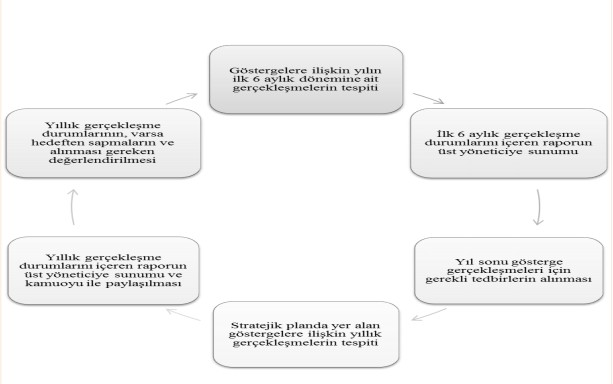 Göstergelere ilişkin yılın
ilk 6 aylık dönemine ait
gerçekleşmelerin tespiti
İlk 6 aylık gerçekleşme
durumlarını içeren raporun
üst yöneticiye sunumu
Yıl sonu gösterge
gerçekleşmeleri için
gerekli tedbirlerin alınması
Stratejik planda yer alan
göstergelere ilişkin yıllık
gerçekleşmelerin tespiti
Yıllık gerçekleşme
durumlarını içeren raporun
üst yöneticiye sunumu ve
kamuoyu ile paylaşılması
Yıllık gerçekleşme
durumlarının, varsa
hedeften sapmaların ve
alınması gereken
değerlendirilmesi